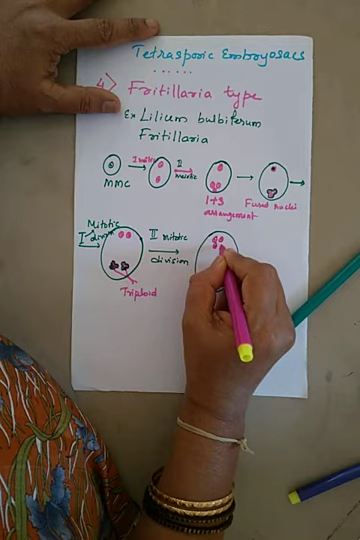 Tetrasporic Embryosacs
4> Fritillaria type
Ex Lilium bulbiferum
Fritillaria
I meiotic
II
meiotic
MMC
1+3
arrangement
Fused nuclei
Mitotic
I division
II mitotic
division
Triploid